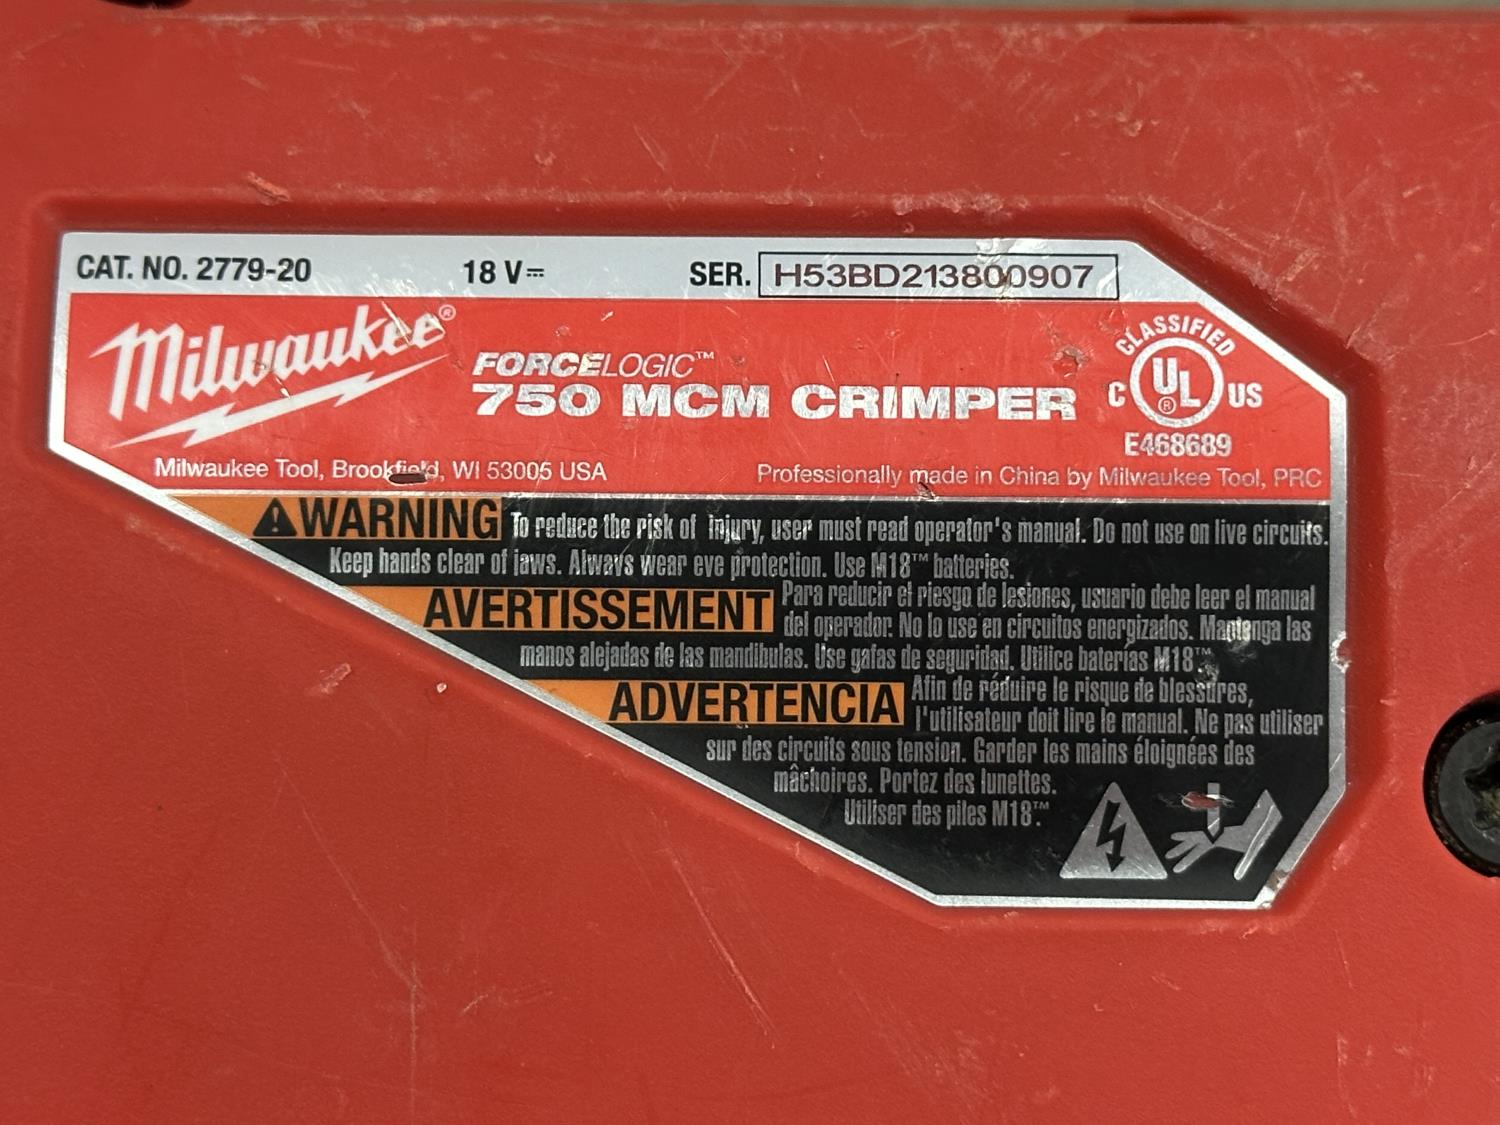 CAT. NO. 2779-20 18 V⎓ SER. H53BD213800907
Milwaukee®
FORCELOGIC™
750 MCM CRIMPER
CLASSIFIED
C UL® US
E468689
Milwaukee Tool, Brookfield, WI 53005 USA
Professionally made in China by Milwaukee Tool, PRC
⚠WARNING To reduce the risk of injury, user must read operator's manual. Do not use on live circuits.
Keep hands clear of jaws. Always wear eye protection. Use M18™ batteries.
AVERTISSEMENT Para reducir el riesgo de lesiones, usuario debe leer el manual
del operador. No lo use en circuitos energizados. Mantenga las
manos alejadas de las mandibulas. Use gafas de seguridad. Utilice baterias M18™.
ADVERTENCIA Afin de réduire le risque de blessures,
l'utilisateur doit lire le manual. Ne pas utiliser
sur des circuits sous tension. Garder les mains éloignées des
mâchoires. Portez des lunettes.
Utiliser des piles M18™.